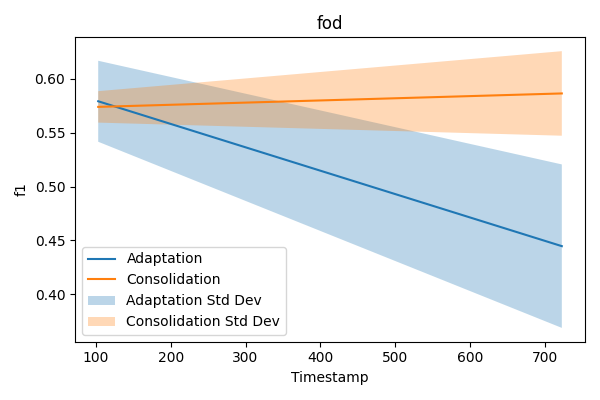 fod
f1
0.60
0.55
0.50
0.45
0.40
Adaptation
Consolidation
Adaptation Std Dev
Consolidation Std Dev
100 200 300 400 500 600 700
Timestamp